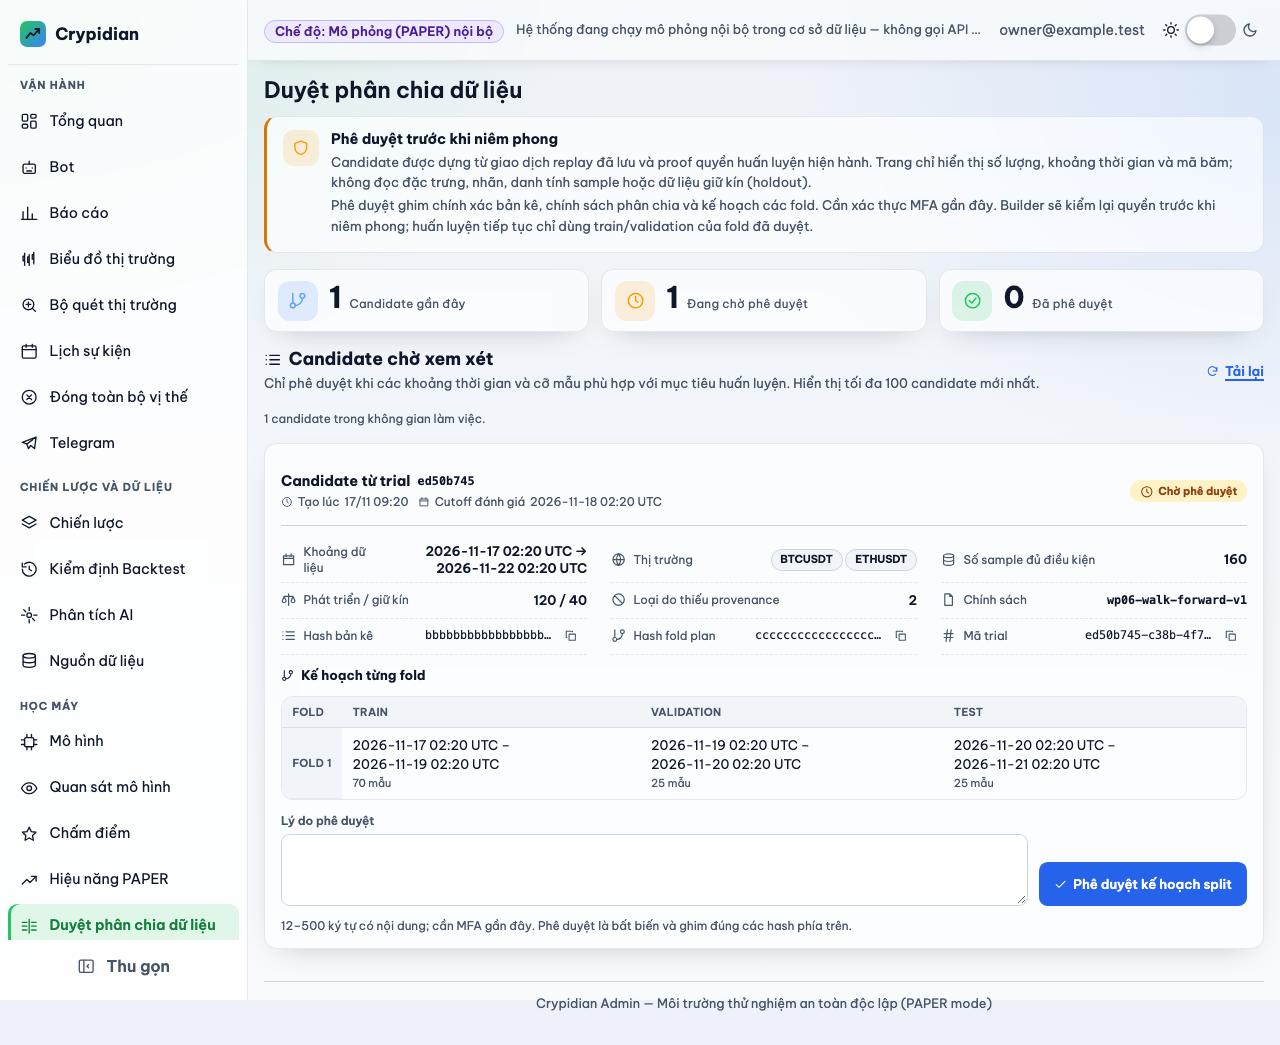 Crypidian
VẬN HÀNH
Tổng quan
Bot
Báo cáo
Biểu đồ thị trường
Bộ quét thị trường
Lịch sự kiện
Đóng toàn bộ vị thế
Telegram
CHIẾN LƯỢC VÀ DỮ LIỆU
Chiến lược
Kiểm định Backtest
Phân tích AI
Nguồn dữ liệu
HỌC MÁY
Mô hình
Quan sát mô hình
Chấm điểm
Hiệu năng PAPER
Duyệt phân chia dữ liệu
Thu gọn
Chế độ: Mô phỏng (PAPER) nội bộ
Hệ thống đang chạy mô phỏng nội bộ trong cơ sở dữ liệu — không gọi API ...
owner@example.test
Duyệt phân chia dữ liệu
Phê duyệt trước khi niêm phong
Candidate được dựng từ giao dịch replay đã lưu và proof quyền huấn luyện hiện hành. Trang chỉ hiển thị số lượng, khoảng thời gian và mã băm;
không đọc đặc trưng, nhãn, danh tính sample hoặc dữ liệu giữ kín (holdout).
Phê duyệt ghim chính xác bản kê, chính sách phân chia và kế hoạch các fold. Cần xác thực MFA gần đây. Builder sẽ kiểm lại quyền trước khi
niêm phong; huấn luyện tiếp tục chỉ dùng train/validation của fold đã duyệt.
1 Candidate gần đây
1 Đang chờ phê duyệt
0 Đã phê duyệt
Candidate chờ xem xét
Chỉ phê duyệt khi các khoảng thời gian và cỡ mẫu phù hợp với mục tiêu huấn luyện. Hiển thị tối đa 100 candidate mới nhất.
Tải lại
1 candidate trong không gian làm việc.
Candidate từ trial ed50b745
Tạo lúc 17/11 09:20 Cutoff đánh giá 2026-11-18 02:20 UTC
Chờ phê duyệt
Khoảng dữ liệu
2026-11-17 02:20 UTC →
2026-11-22 02:20 UTC
Thị trường BTCUSDT ETHUSDT
Số sample đủ điều kiện 160
Phát triển / giữ kín 120 / 40
Loại do thiếu provenance 2
Chính sách wp06-walk-forward-v1
Hash bản kê bbbbbbbbbbbbbbbbbb…
Hash fold plan cccccccccccccccccc…
Mã trial ed50b745-c38b-4f7…
Kế hoạch từng fold
FOLD TRAIN VALIDATION TEST
FOLD 1
2026-11-17 02:20 UTC –
2026-11-19 02:20 UTC
70 mẫu
2026-11-19 02:20 UTC –
2026-11-20 02:20 UTC
25 mẫu
2026-11-20 02:20 UTC –
2026-11-21 02:20 UTC
25 mẫu
Lý do phê duyệt
Phê duyệt kế hoạch split
12–500 ký tự có nội dung; cần MFA gần đây. Phê duyệt là bất biến và ghim đúng các hash phía trên.
Crypidian Admin — Môi trường thử nghiệm an toàn độc lập (PAPER mode)